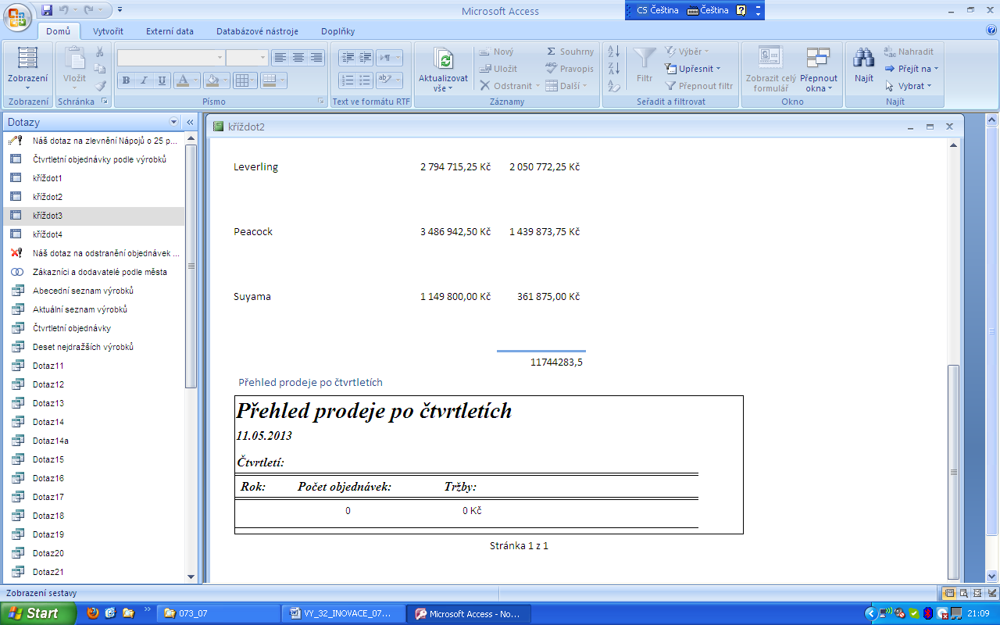 Microsoft Access
CS Čeština Čeština
Domů Vytvořit Externí data Databázové nástroje Doplňky
Zobrazení
Zobrazení
Vložit
Schránka
B I U A
Písmo
Text ve formátu RTF
Aktualizovat vše
Nový
Uložit
Odstranit
Souhrny
Pravopis
Další
Záznamy
Filtr
Výběr
Upřesnit
Přepnout filtr
Seřadit a filtrovat
Zobrazit celý formulář
Přepnout okna
Okno
Najít
Nahradit
Přejít na
Vybrat
Najít
Dotazy
Náš dotaz na zlevnění Nápojů o 25 p...
Čtvrtletní objednávky podle výrobků
kříždot1
kříždot2
kříždot3
kříždot4
Náš dotaz na odstranění objednávek ...
Zákazníci a dodavatelé podle města
Abecední seznam výrobků
Aktuální seznam výrobků
Čtvrtletní objednávky
Deset nejdražších výrobků
Dotaz11
Dotaz12
Dotaz13
Dotaz14
Dotaz14a
Dotaz15
Dotaz16
Dotaz17
Dotaz18
Dotaz19
Dotaz20
Dotaz21
kříždot2
Leverling 2 794 715,25 Kč 2 050 772,25 Kč
Peacock 3 486 942,50 Kč 1 439 873,75 Kč
Suyama 1 149 800,00 Kč 361 875,00 Kč
11744283,5
Přehled prodeje po čtvrtletích
Přehled prodeje po čtvrtletích
11.05.2013
Čtvrtletí:
Rok: Počet objednávek: Tržby:
0 0 Kč
Stránka 1 z 1
Zobrazení sestavy
Start
073_07
VY_32_INOVACE_07...
Microsoft Access - No...
21:09